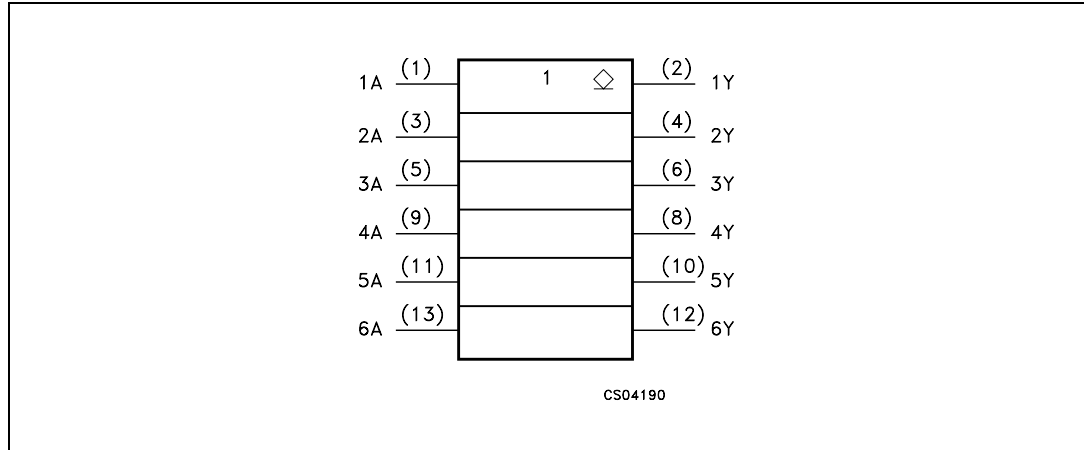 1A (1) 1 (2) 1Y
2A (3) (4) 2Y
3A (5) (6) 3Y
4A (9) (8) 4Y
5A (11) (10) 5Y
6A (13) (12) 6Y
CS04190